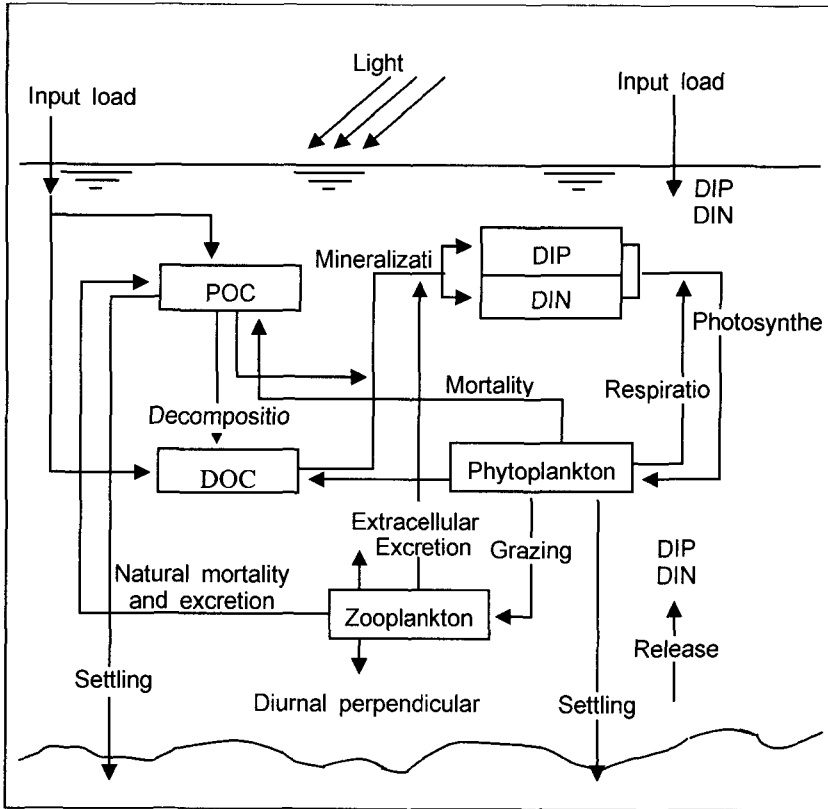 Light
Input load
Input load
DIP
DIN
Mineralizati
DIP
DIN
POC
Photosynthe
Mortality
Respiratio
Decompositio
DOC
Phytoplankton
Extracellular
Excretion
Grazing
DIP
DIN
Natural mortality
and excretion
Zooplankton
Release
Settling
Diurnal perpendicular
Settling